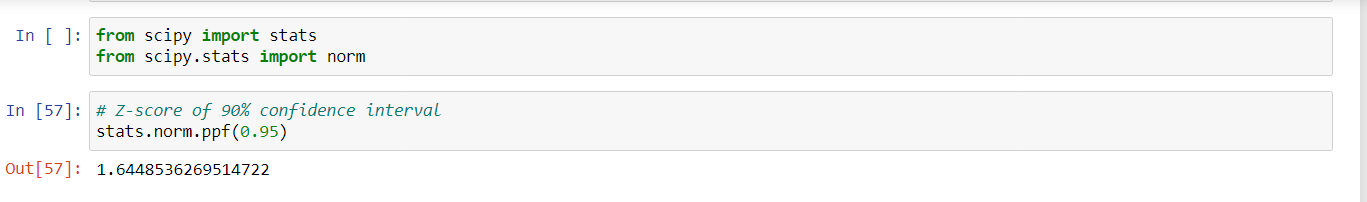 In [ ]: from scipy import stats
from scipy.stats import norm
In [57]: # Z-score of 90% confidence interval
stats.norm.ppf(0.95)
Out[57]: 1.6448536269514722